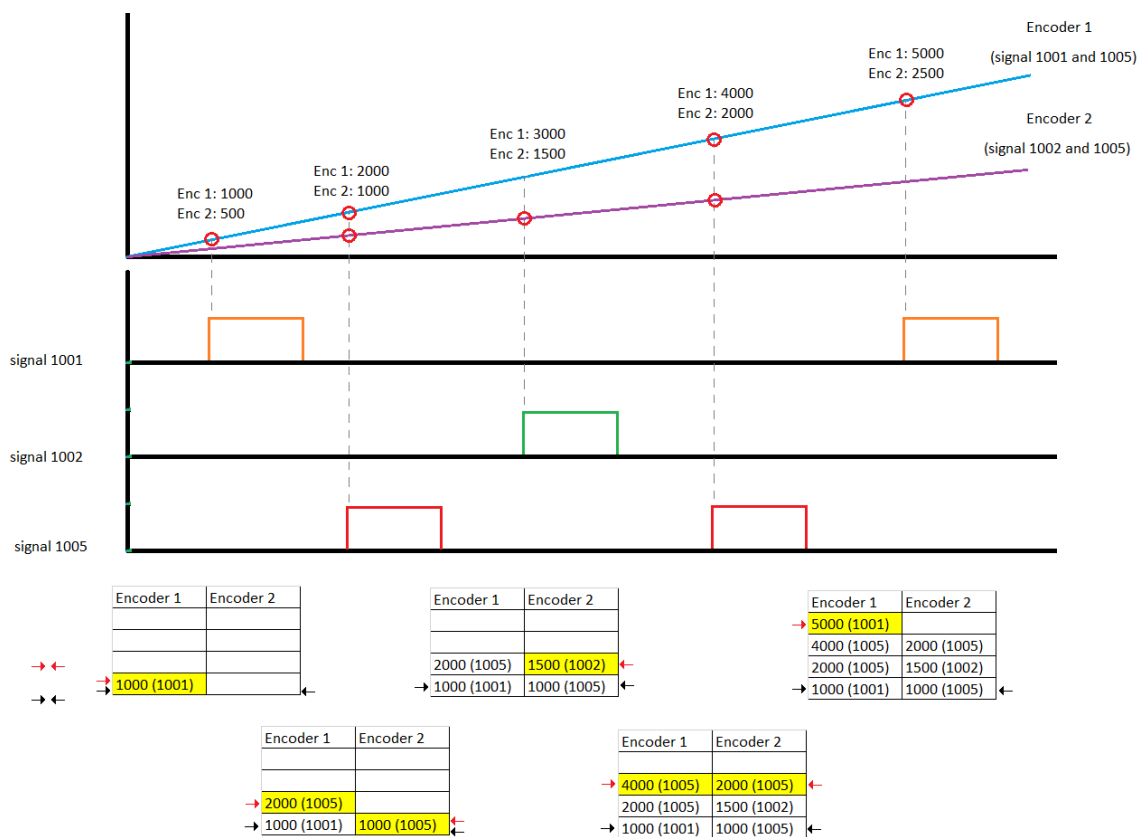 Encoder 1
(signal 1001 and 1005)
Enc 1: 5000
Enc 2: 2500
Enc 1: 4000
Enc 2: 2000
Encoder 2
(signal 1002 and 1005)
Enc 1: 3000
Enc 2: 1500
Enc 1: 2000
Enc 2: 1000
Enc 1: 1000
Enc 2: 500
signal 1001
signal 1002
signal 1005
Encoder 1 Encoder 2
1000 (1001)
Encoder 1 Encoder 2
2000 (1005) 1500 (1002)
1000 (1001) 1000 (1005)
Encoder 1 Encoder 2
5000 (1001)
4000 (1005) 2000 (1005)
2000 (1005) 1500 (1002)
1000 (1001) 1000 (1005)
Encoder 1 Encoder 2
2000 (1005)
1000 (1001) 1000 (1005)
Encoder 1 Encoder 2
4000 (1005) 2000 (1005)
2000 (1005) 1500 (1002)
1000 (1001) 1000 (1005)